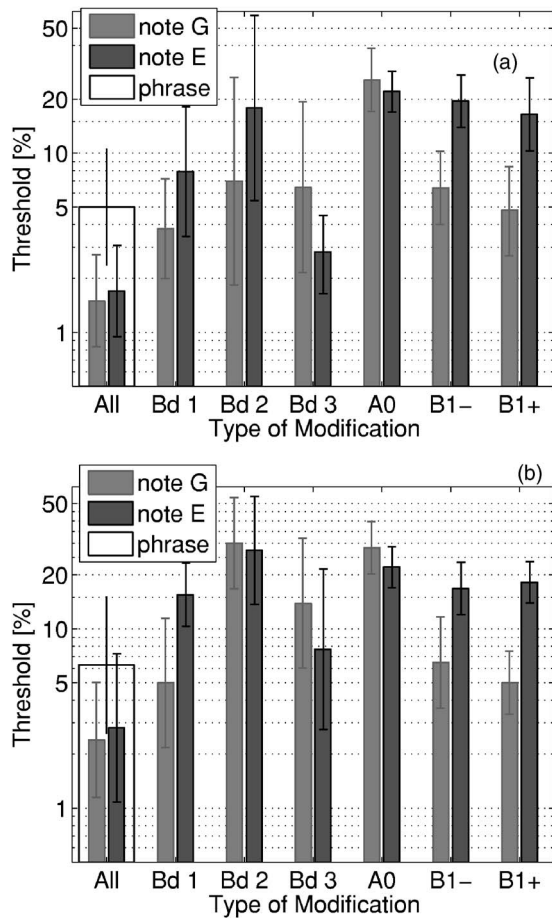 50
20
10
5
1
Threshold [%]
note G
note E
phrase
(a)
All Bd 1 Bd 2 Bd 3 A0 B1− B1+
Type of Modification
50
20
10
5
1
Threshold [%]
note G
note E
phrase
(b)
All Bd 1 Bd 2 Bd 3 A0 B1− B1+
Type of Modification